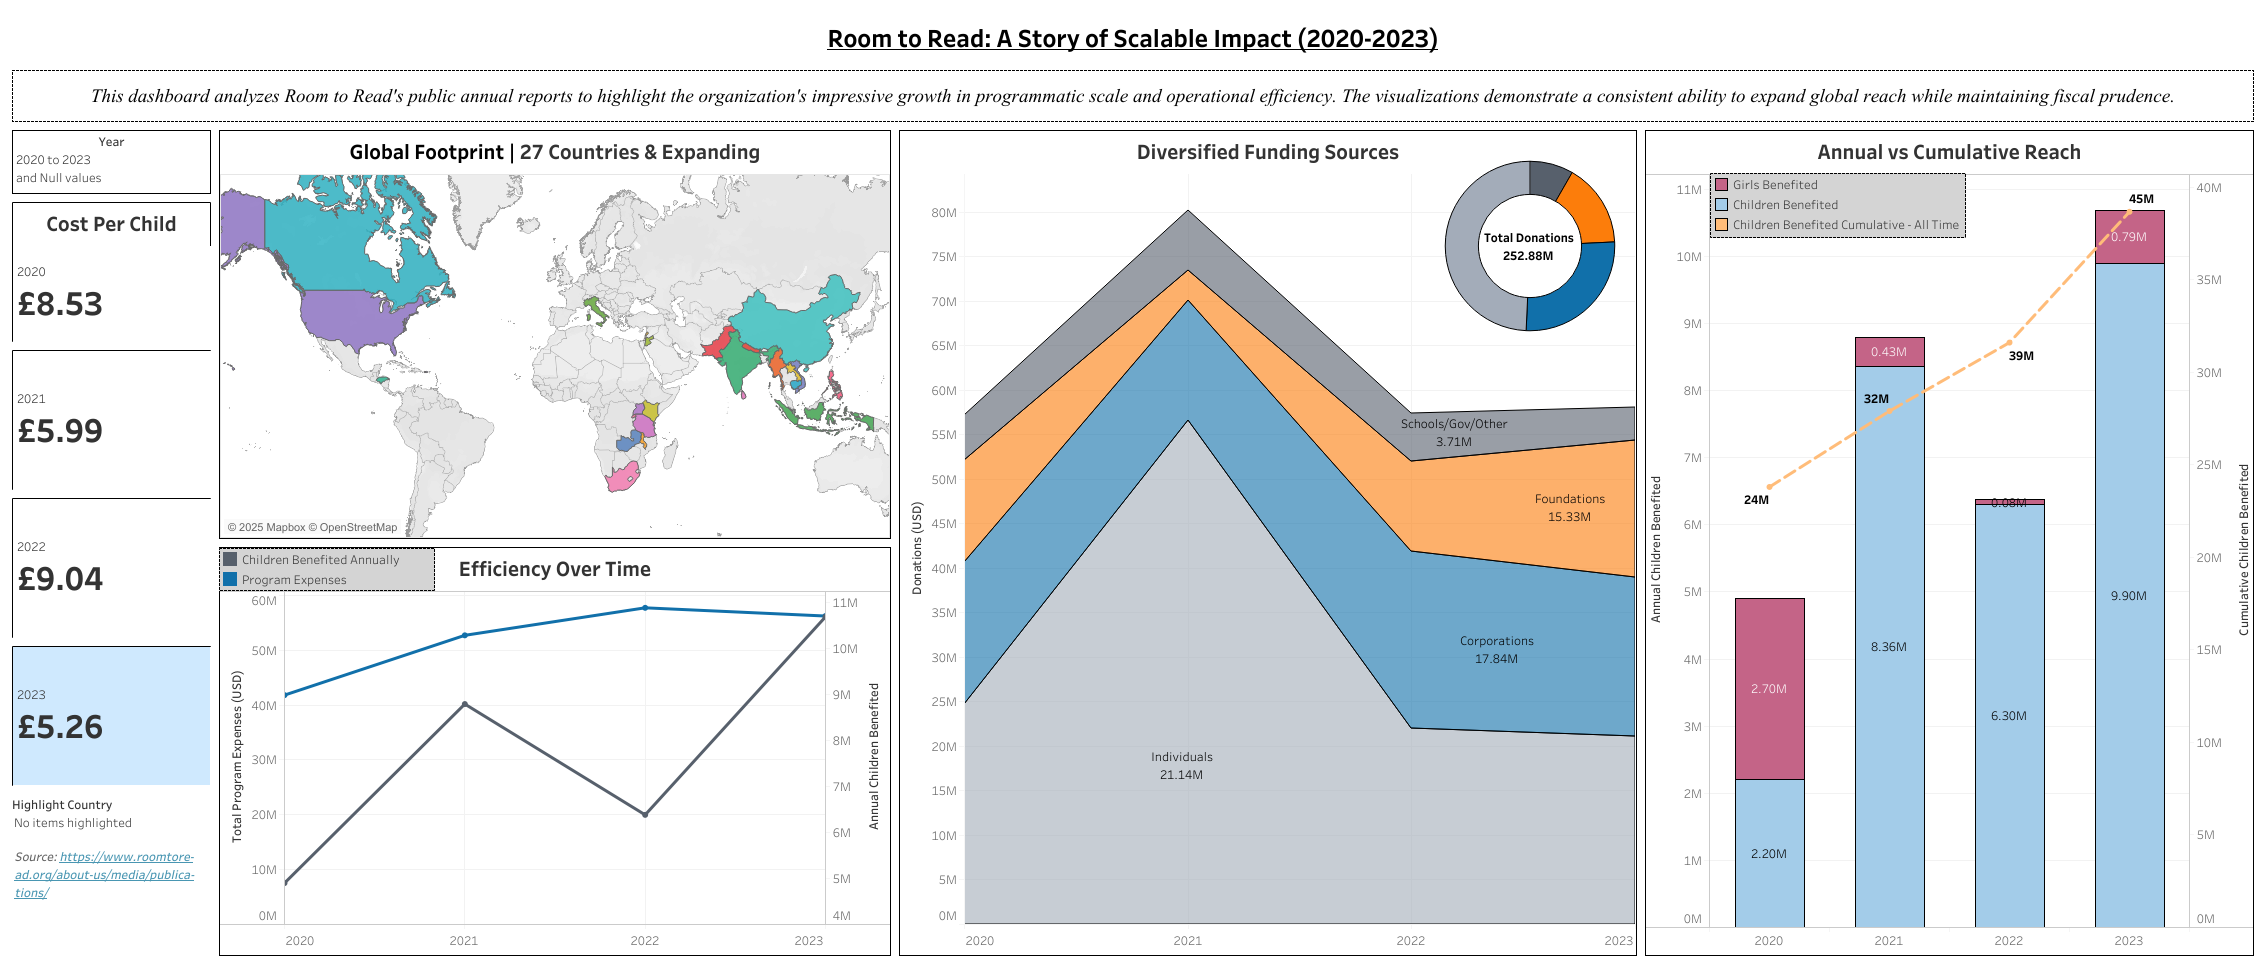 Room to Read: A Story of Scalable Impact (2020-2023)
This dashboard analyzes Room to Read's public annual reports to highlight the organization's impressive growth in programmatic scale and operational efficiency. The visualizations demonstrate a consistent ability to expand global reach while maintaining fiscal prudence.
Year
2020 to 2023
and Null values
Cost Per Child
2020
£8.53
2021
£5.99
2022
£9.04
2023
£5.26
Highlight Country
No items highlighted
Source: https://www.roomtore-
ad.org/about-us/media/publica-
tions/
Global Footprint | 27 Countries & Expanding
© 2025 Mapbox © OpenStreetMap
Children Benefited Annually
Program Expenses
Efficiency Over Time
Total Program Expenses (USD)
60M
50M
40M
30M
20M
10M
0M
11M
10M
9M
8M
7M
6M
5M
4M
Annual Children Benefited
2020
2021
2022
2023
Diversified Funding Sources
Total Donations
252.88M
Donations (USD)
80M
75M
70M
65M
60M
55M
50M
45M
40M
35M
30M
25M
20M
15M
10M
5M
0M
Schools/Gov/Other
3.71M
Foundations
15.33M
Corporations
17.84M
Individuals
21.14M
2020
2021
2022
2023
Annual vs Cumulative Reach
Girls Benefited
Children Benefited
Children Benefited Cumulative - All Time
Annual Children Benefited
11M
10M
9M
8M
7M
6M
5M
4M
3M
2M
1M
0M
24M
2.70M
2.20M
0.43M
32M
8.36M
39M
0.08M
6.30M
45M
0.79M
9.90M
40M
35M
30M
25M
20M
15M
10M
5M
0M
Cumulative Children Benefited
2020
2021
2022
2023